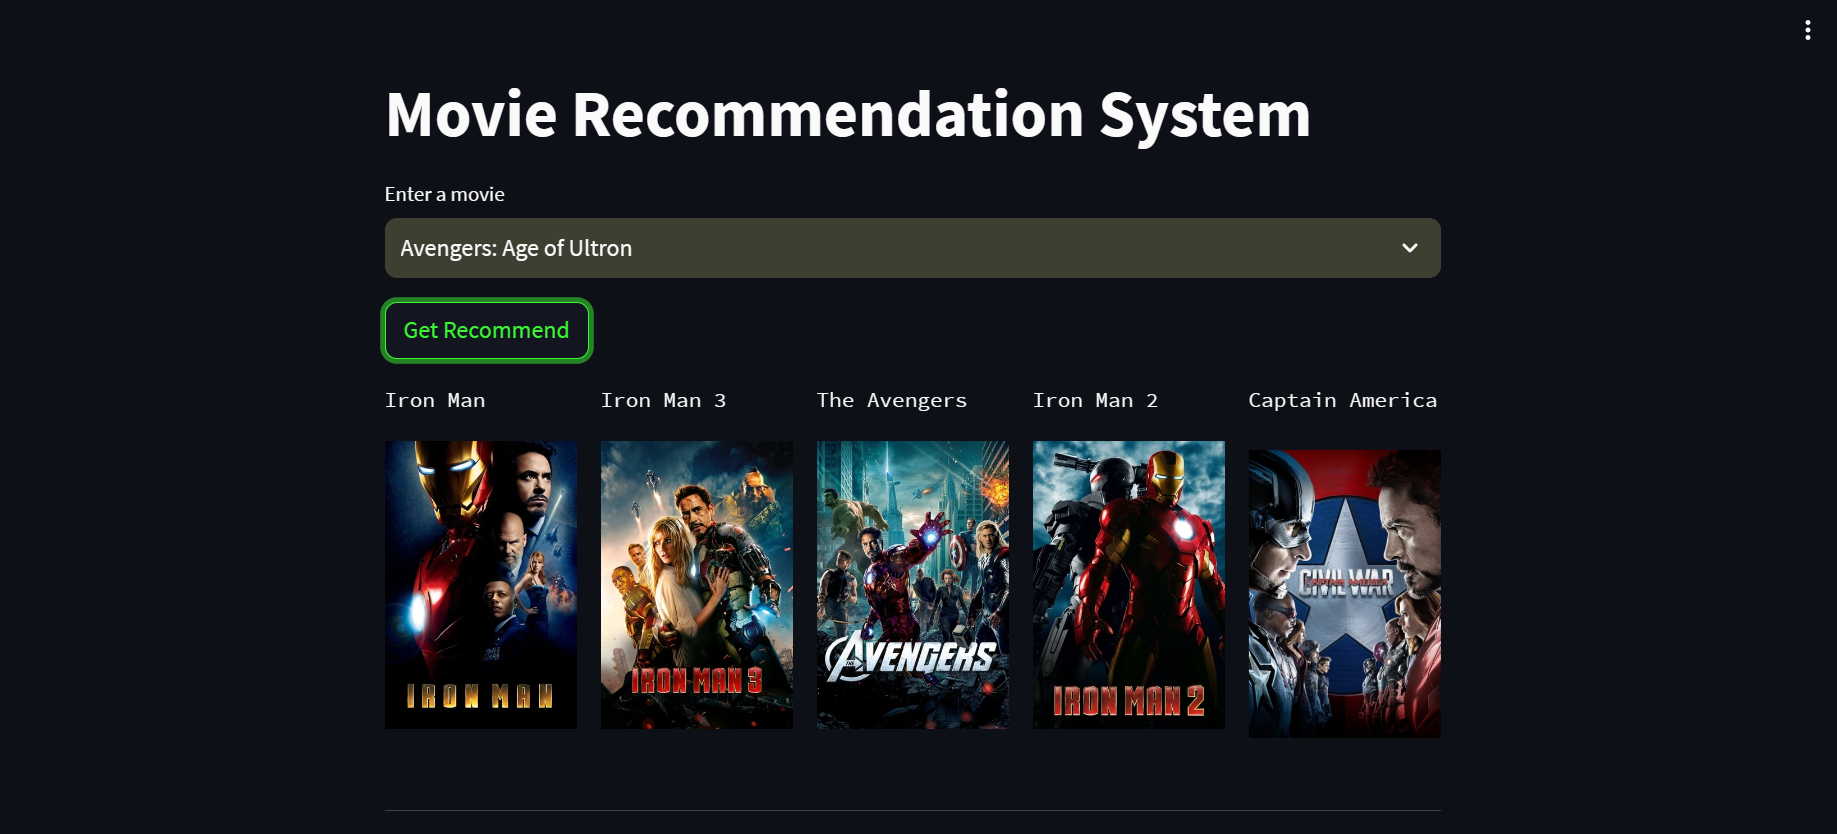 Movie Recommendation System
Enter a movie
Avengers: Age of Ultron
Get Recommend
Iron Man
Iron Man 3
The Avengers
Iron Man 2
Captain America
IRON MAN
IRON MAN 3
THE AVENGERS
IRON MAN 2
CAPTAIN AMERICA
CIVIL WAR